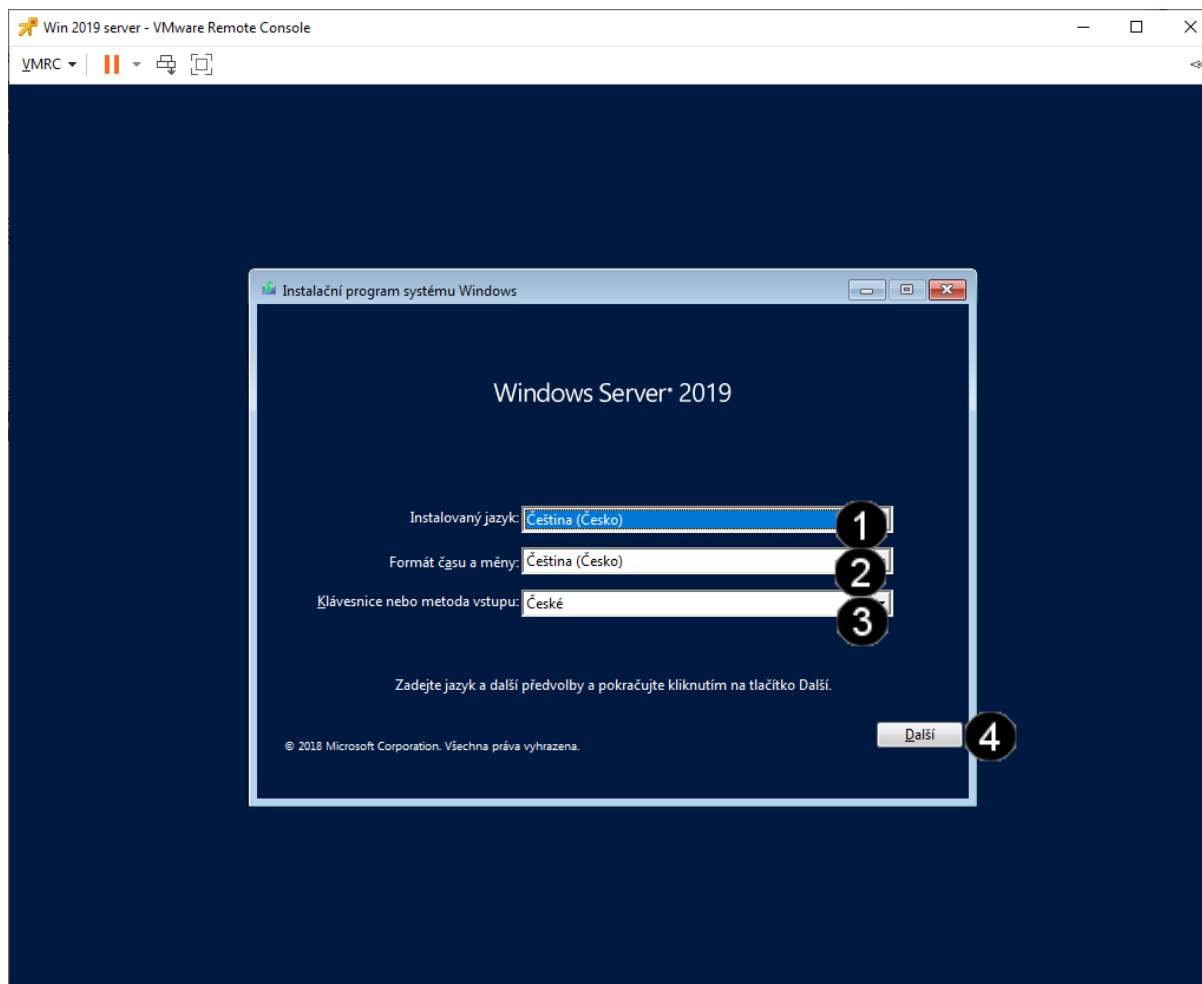 Win 2019 server - VMware Remote Console
VMRC
Instalační program systému Windows
Windows Server® 2019
Instalovaný jazyk: Čeština (Česko) 1
Formát času a měny: Čeština (Česko) 2
Klávesnice nebo metoda vstupu: České 3
Zadejte jazyk a další předvolby a pokračujte kliknutím na tlačítko Další.
Další 4
© 2018 Microsoft Corporation. Všechna práva vyhrazena.